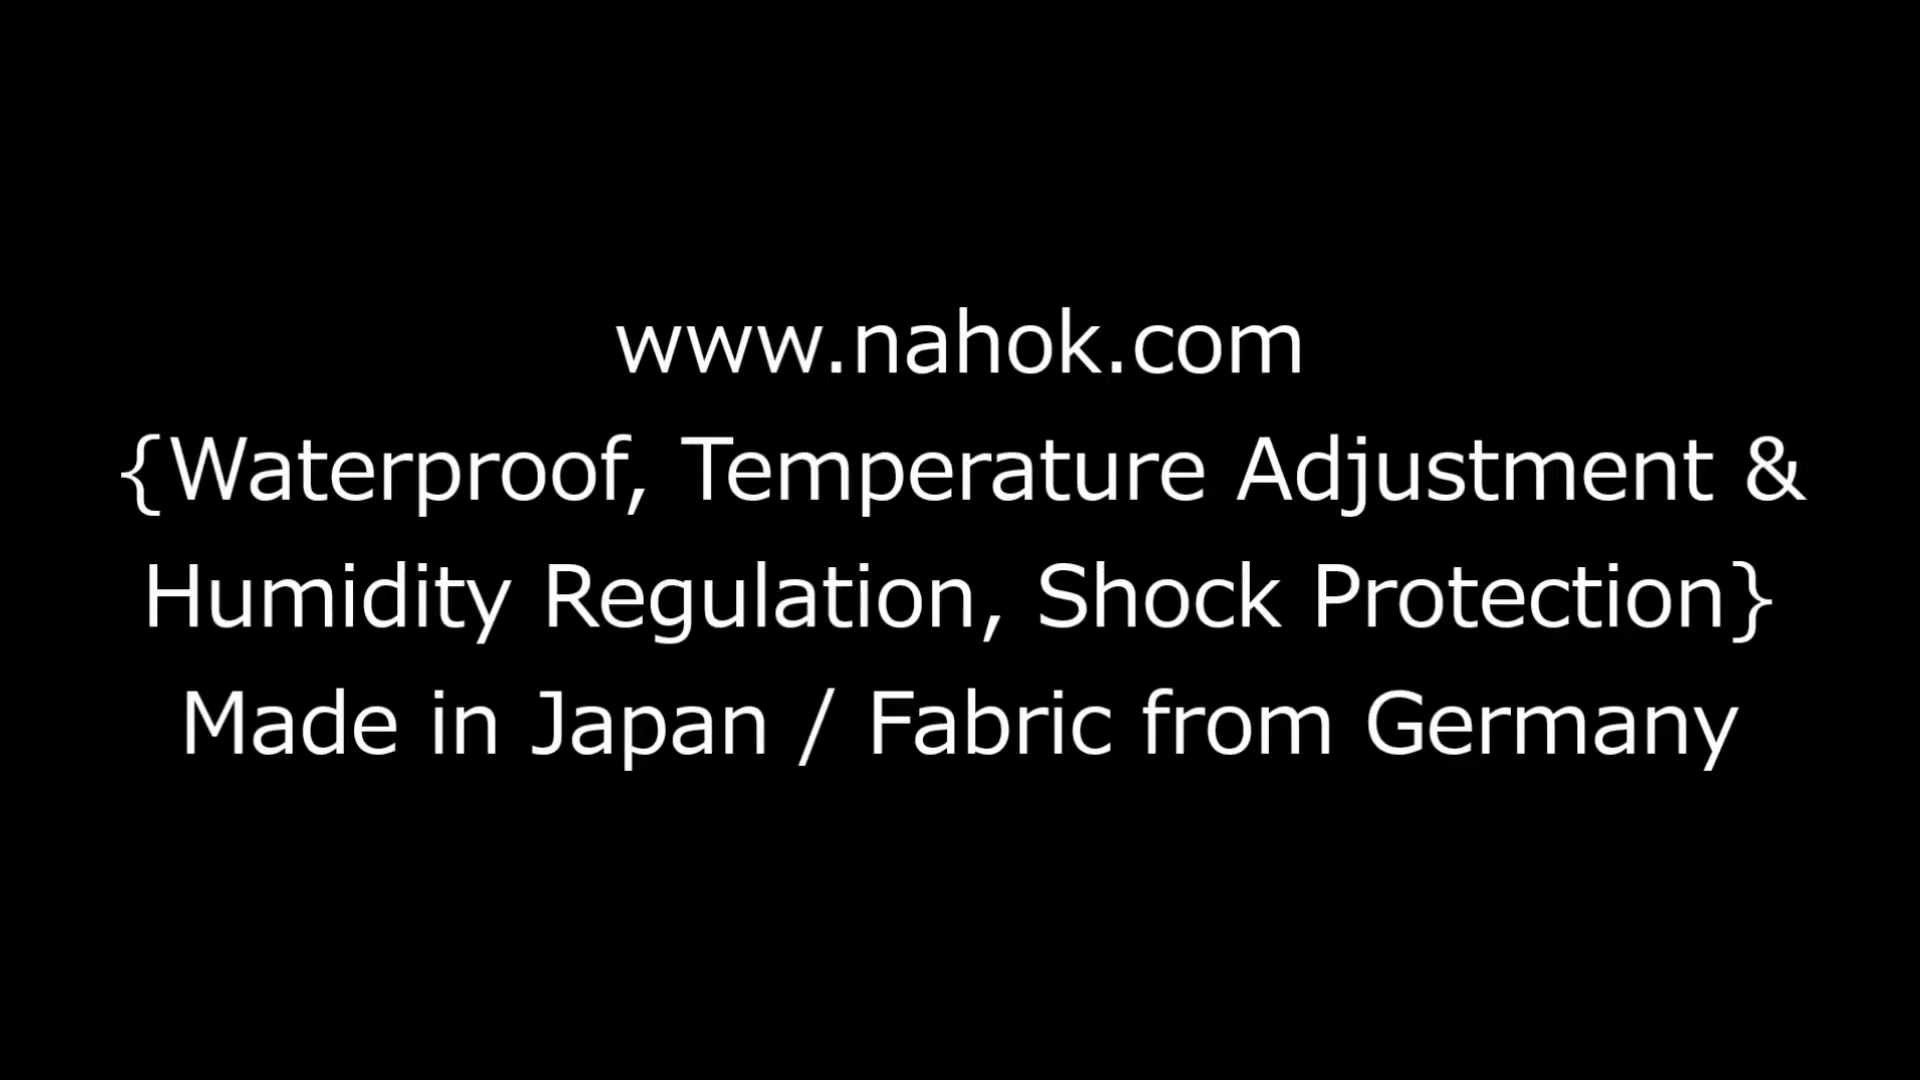 www.nahok.com
{Waterproof, Temperature Adjustment &
Humidity Regulation, Shock Protection}
Made in Japan / Fabric from Germany